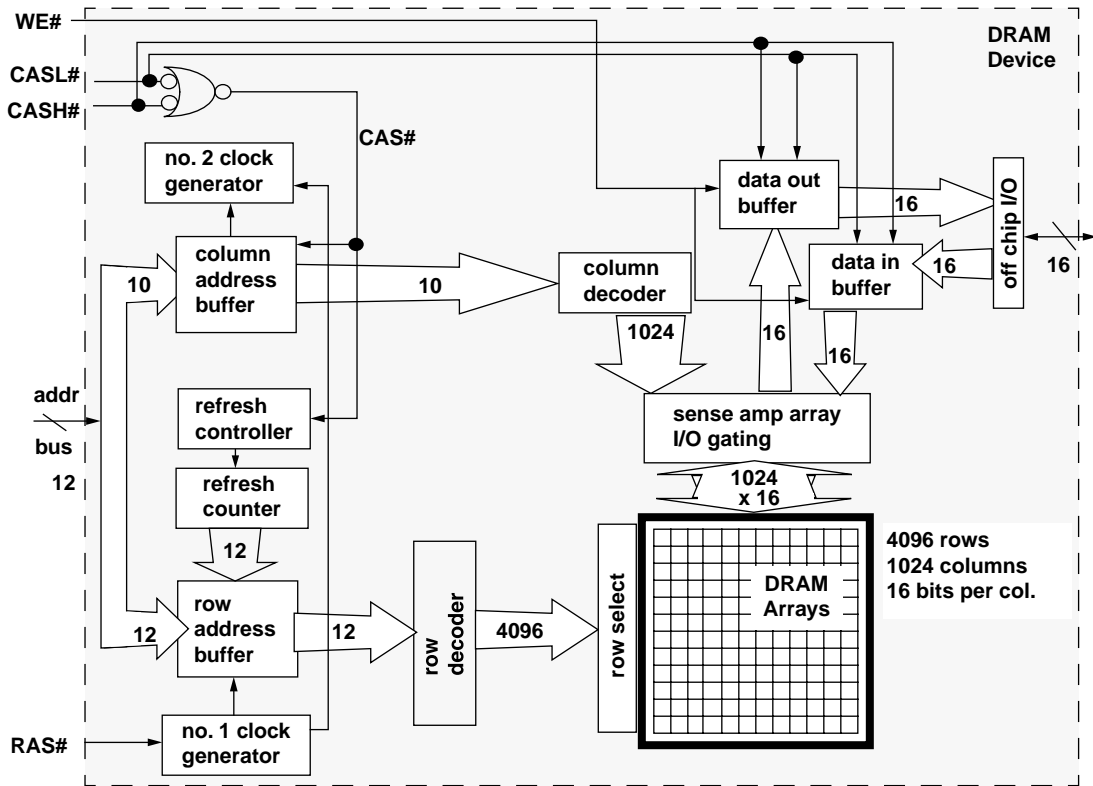 WE#
DRAM
Device
CASL#
CASH#
CAS#
no. 2 clock
generator
data out
buffer
16
off chip I/O
16
column
address
buffer
10
10
column
decoder
data in
buffer
16
1024
16
16
addr
bus
12
refresh
controller
sense amp array
I/O gating
refresh
counter
1024
x 16
12
4096 rows
1024 columns
16 bits per col.
DRAM
Arrays
row
address
buffer
12
12
row
decoder
4096
row select
RAS#
no. 1 clock
generator